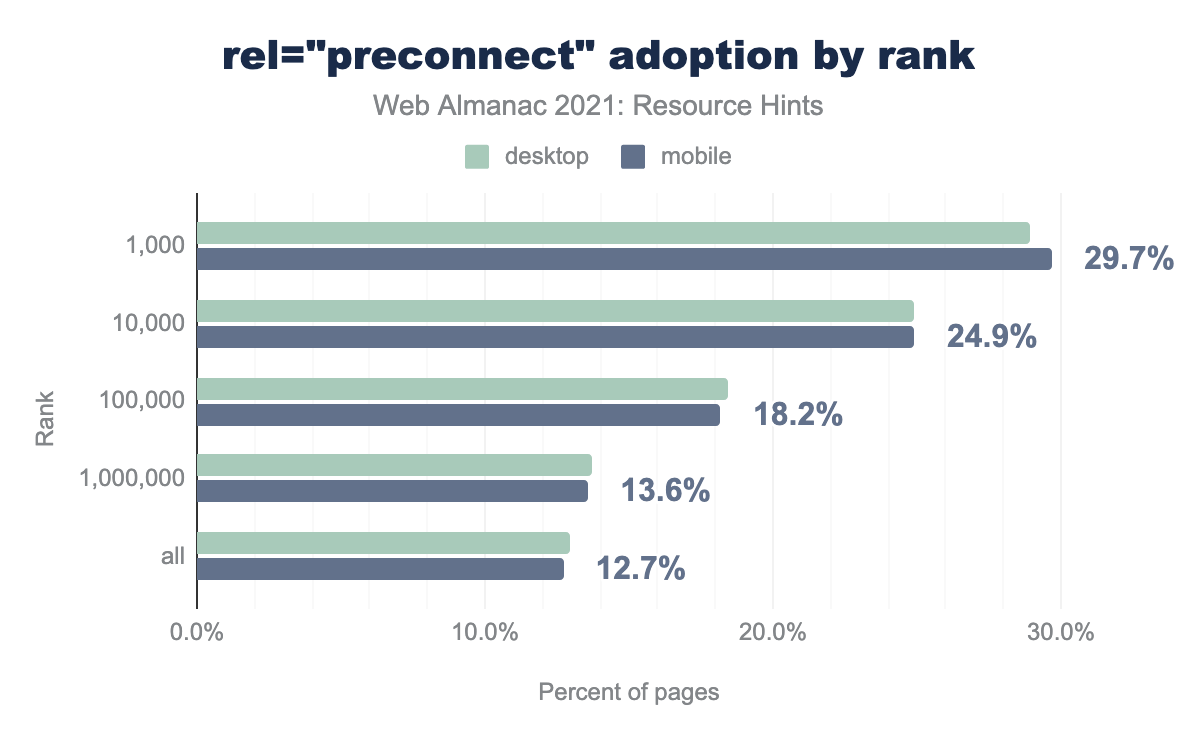 rel="preconnect" adoption by rank
Web Almanac 2021: Resource Hints
desktop mobile
1,000 29.7%
10,000 24.9%
100,000 18.2%
1,000,000 13.6%
all 12.7%
Rank
0.0% 10.0% 20.0% 30.0%
Percent of pages